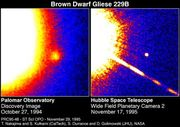 Brown Dwarf Gliese 229B
Palomar Observatory
Discovery Image
October 27, 1994
Hubble Space Telescope
Wide Field Planetary Camera 2
November 17, 1995
PRC95-48 · ST ScI OPO · November 29, 1995
T. Nakajima and S. Kulkarni (CalTech), S. Durrance and D. Golimowski (JHU), NASA